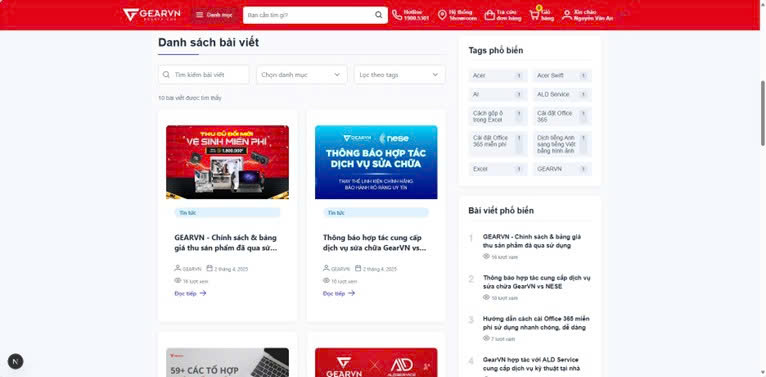 GEARVN
Danh mục
Bạn cần tìm gì?
Hotline
1900.5301
Hệ thống
Showroom
Tra cứu
đơn hàng
Giỏ
hàng
Xin chào
Nguyễn Văn An
Danh sách bài viết
Tìm kiếm bài viết
Chọn danh mục
Lọc theo tags
10 bài viết được tìm thấy
THU CŨ ĐỔI MỚI
VỆ SINH MIỄN PHÍ
GEARVN
nese
THÔNG BÁO HỢP TÁC
DỊCH VỤ SỬA CHỮA
THAY THẾ LINH KIỆN CHÍNH HÃNG
BẢO HÀNH RÕ RÀNG UY TÍN
Tin tức
Tin tức
GEARVN - Chính sách & bảng
giá thu sản phẩm đã qua sử...
Thông báo hợp tác cung cấp
dịch vụ sửa chữa GearVN vs...
GEARVN
2 tháng 4, 2025
GEARVN
2 tháng 4, 2025
16 lượt xem
10 lượt xem
Đọc tiếp
Đọc tiếp
59+ CÁC TỔ HỢP
GEARVN
ALD SERVICE
Tags phổ biến
Acer 1
Acer Swift 1
AI 1
ALD Service 1
Cách gộp ô
trong Excel 1
Cài đặt Office
365 1
Cài đặt Office
365 miễn phí 1
Dịch tiếng Anh
sang tiếng Việt
bằng hình ảnh 1
Excel 1
GEARVN 1
Bài viết phổ biến
1 GEARVN - Chính sách & bảng giá
thu sản phẩm đã qua sử dụng
16 lượt xem
2 Thông báo hợp tác cung cấp dịch vụ
sửa chữa GearVN vs NESE
10 lượt xem
3 Hướng dẫn cách cài Office 365 miễn
phí sử dụng nhanh chóng, dễ dàng
7 lượt xem
4 GearVN hợp tác với ALD Service
cung cấp dịch vụ kỹ thuật tại nhà
N